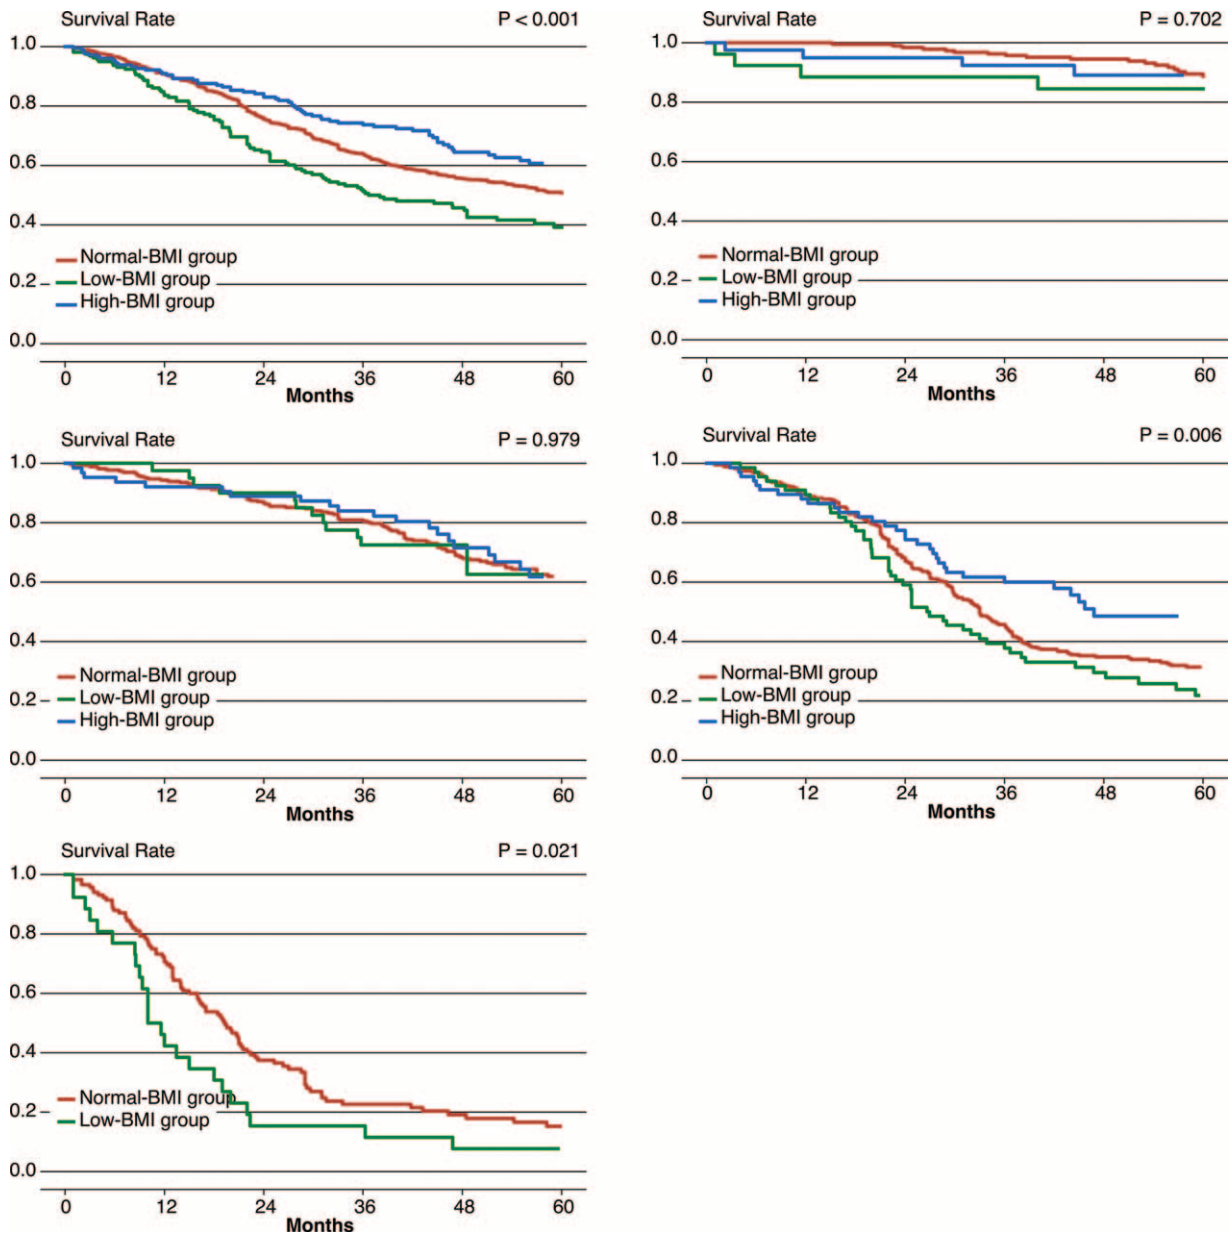 Survival Rate P < 0.001
1.0
0.8
0.6
0.4
Normal-BMI group
0.2 Low-BMI group
High-BMI group
0.0
0 12 24 36 48 60
Months
Survival Rate P = 0.702
1.0
0.8
0.6
0.4
Normal-BMI group
0.2 Low-BMI group
High-BMI group
0.0
0 12 24 36 48 60
Months
Survival Rate P = 0.979
1.0
0.8
0.6
0.4
Normal-BMI group
0.2 Low-BMI group
High-BMI group
0.0
0 12 24 36 48 60
Months
Survival Rate P = 0.006
1.0
0.8
0.6
0.4
Normal-BMI group
0.2 Low-BMI group
High-BMI group
0.0
0 12 24 36 48 60
Months
Survival Rate P = 0.021
1.0
0.8
0.6
0.4
Normal-BMI group
0.2
Low-BMI group
0.0
0 12 24 36 48 60
Months